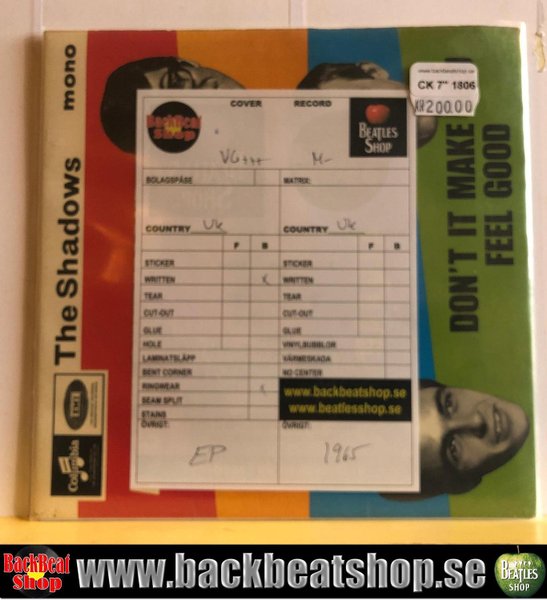 The Shadows mono
EMI
Columbia
DON'T IT MAKE
FEEL GOOD
www.backbeatshop.se
CK 7" 1806
KR200.00
COVER RECORD
BACKBEAT Shop
BEATLES SHOP
VG+++ M-
BOLAGSPÅSE MATRIX:
COUNTRY UK COUNTRY UK
F B F B
STICKER STICKER
WRITTEN x WRITTEN
TEAR TEAR
CUT-OUT CUT-OUT
GLUE GLUE
HOLE VINYLBUBBLOR
LAMINATSLÄPP VÄRMESKADA
BENT CORNER NO CENTER
RINGWEAR x
SEAM SPLIT
www.backbeatshop.se
www.beatlesshop.se
STAINS
ÖVRIGT: ÖVRIGT:
EP 1965
BackBeat Shop www.backbeatshop.se BEATLES SHOP